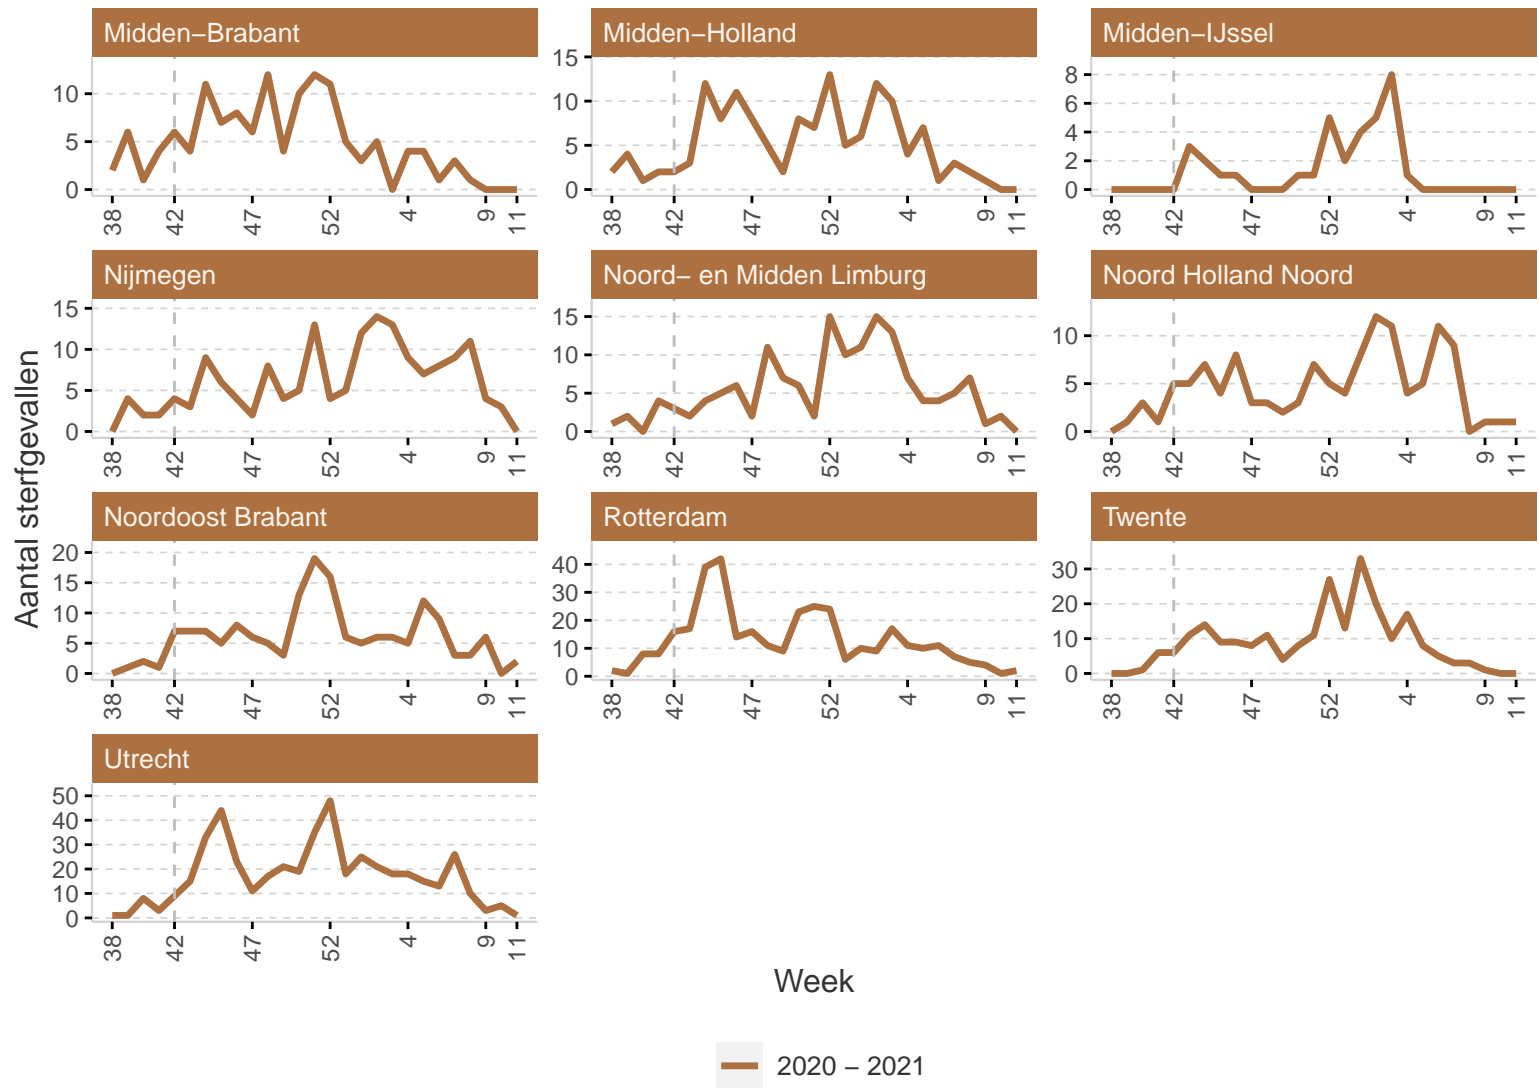 Aantal sterfgevallen
Midden–Brabant
10
5
0
38 42 47 52 4 9 11
Midden–Holland
15
10
5
0
38 42 47 52 4 9 11
Midden–IJssel
8
6
4
2
0
38 42 47 52 4 9 11
Nijmegen
15
10
5
0
38 42 47 52 4 9 11
Noord– en Midden Limburg
15
10
5
0
38 42 47 52 4 9 11
Noord Holland Noord
10
5
0
38 42 47 52 4 9 11
Noordoost Brabant
20
15
10
5
0
38 42 47 52 4 9 11
Rotterdam
40
30
20
10
0
38 42 47 52 4 9 11
Twente
30
20
10
0
38 42 47 52 4 9 11
Utrecht
50
40
30
20
10
0
38 42 47 52 4 9 11
Week
2020 – 2021